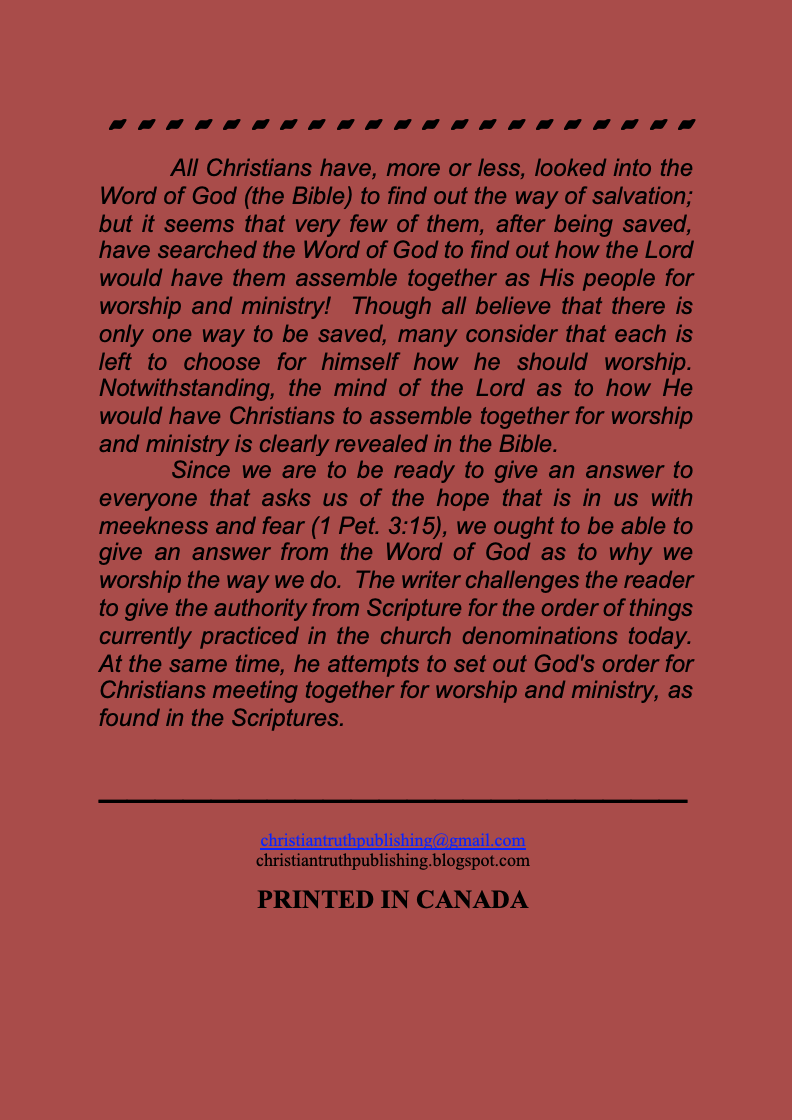 All Christians have, more or less, looked into the
Word of God (the Bible) to find out the way of salvation;
but it seems that very few of them, after being saved,
have searched the Word of God to find out how the Lord
would have them assemble together as His people for
worship and ministry!  Though all believe that there is
only one way to be saved, many consider that each is
left to choose for himself how he should worship.
Notwithstanding, the mind of the Lord as to how He
would have Christians to assemble together for worship
and ministry is clearly revealed in the Bible.
Since we are to be ready to give an answer to
everyone that asks us of the hope that is in us with
meekness and fear (1 Pet. 3:15), we ought to be able to
give an answer from the Word of God as to why we
worship the way we do.  The writer challenges the reader
to give the authority from Scripture for the order of things
currently practiced in the church denominations today.
At the same time, he attempts to set out God's order for
Christians meeting together for worship and ministry, as
found in the Scriptures.
christiantruthpublishing@gmail.com
christiantruthpublishing.blogspot.com
PRINTED IN CANADA